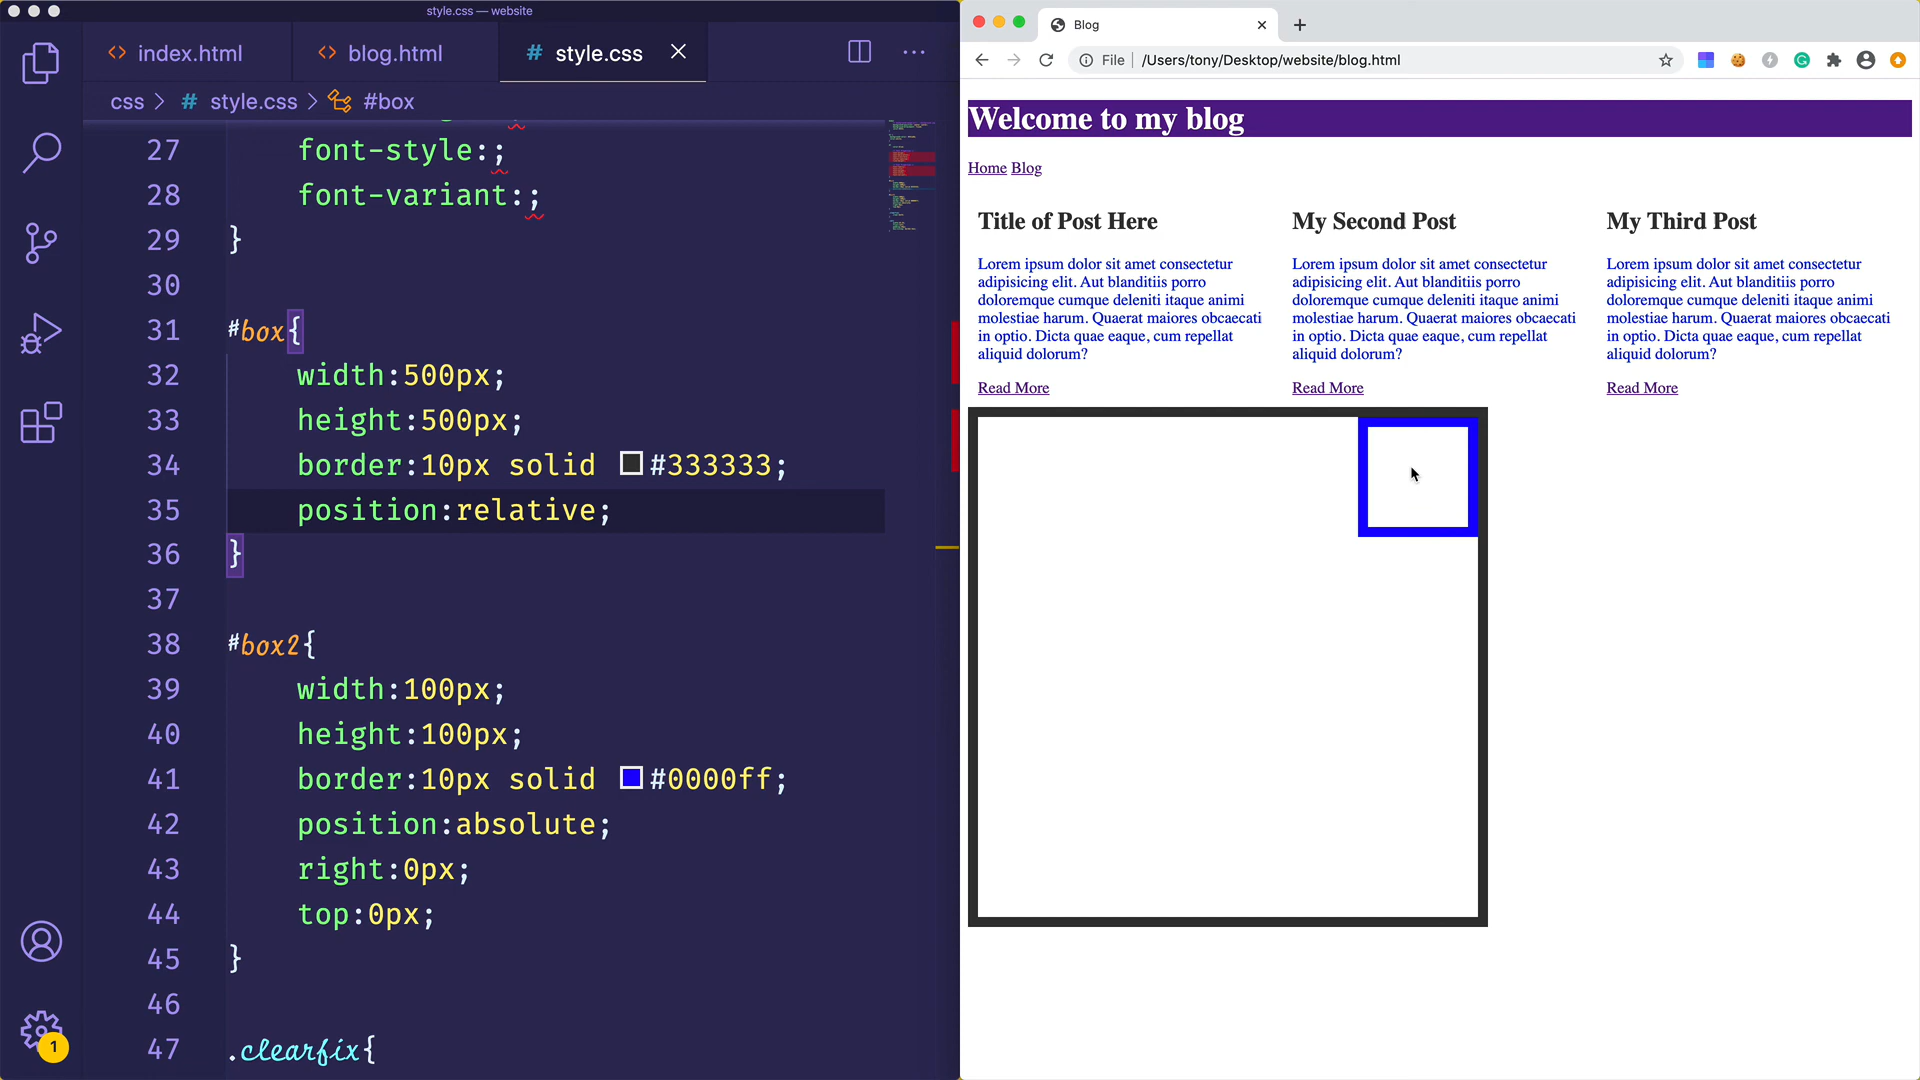 style.css — website
index.html
blog.html
# style.css
css > # style.css > #box
27 font-style:;
28 font-variant:;
29 }
30
31 #box{
32 width:500px;
33 height:500px;
34 border:10px solid #333333;
35 position:relative;
36 }
37
38 #box2{
39 width:100px;
40 height:100px;
41 border:10px solid #0000ff;
42 position:absolute;
43 right:0px;
44 top:0px;
45 }
46
47 .clearfix{
1
Blog
File | /Users/tony/Desktop/website/blog.html
Welcome to my blog
Home Blog
Title of Post Here
Lorem ipsum dolor sit amet consectetur
adipisicing elit. Aut blanditiis porro
doloremque cumque deleniti itaque animi
molestiae harum. Quaerat maiores obcaecati
in optio. Dicta quae eaque, cum repellat
aliquid dolorum?
Read More
My Second Post
Lorem ipsum dolor sit amet consectetur
adipisicing elit. Aut blanditiis porro
doloremque cumque deleniti itaque animi
molestiae harum. Quaerat maiores obcaecati
in optio. Dicta quae eaque, cum repellat
aliquid dolorum?
Read More
My Third Post
Lorem ipsum dolor sit amet consectetur
adipisicing elit. Aut blanditiis porro
doloremque cumque deleniti itaque animi
molestiae harum. Quaerat maiores obcaecati
in optio. Dicta quae eaque, cum repellat
aliquid dolorum?
Read More